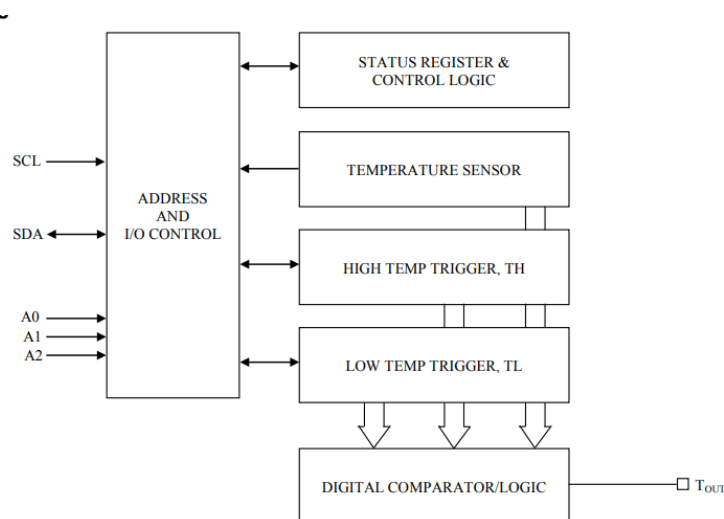 STATUS REGISTER &
CONTROL LOGIC
SCL
TEMPERATURE SENSOR
ADDRESS
AND
I/O CONTROL
SDA
HIGH TEMP TRIGGER, TH
A0
A1
A2
LOW TEMP TRIGGER, TL
DIGITAL COMPARATOR/LOGIC
TOUT